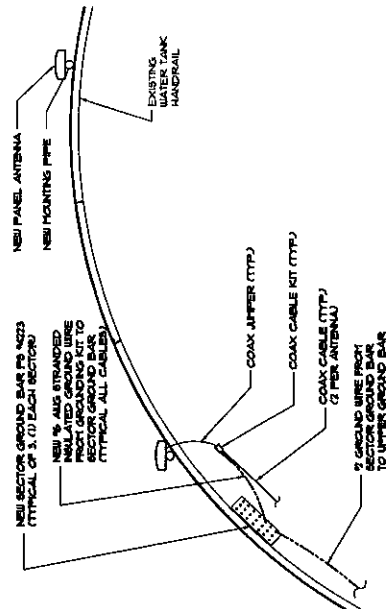 NEW PANEL ANTENNA
NEW MOUNTING PIPE
EXISTING
WATER TANK
HANDRAIL
NEW SECTOR GROUND BAR PS 40223
(TYPICAL OF 3, (1) EACH SECTOR)
NEW #6 AWG STRANDED
INSULATED GROUND WIRE
FROM GROUNDING KIT TO
SECTOR GROUND BAR
(TYPICAL ALL CABLES)
COAX JUMPER (TYP.)
COAX CABLE KIT (TYP.)
COAX CABLE (TYP.)
(2 PER ANTENNA)
#2 GROUND WIRE FROM
SECTOR GROUND BAR
TO UPPER GROUND BAR